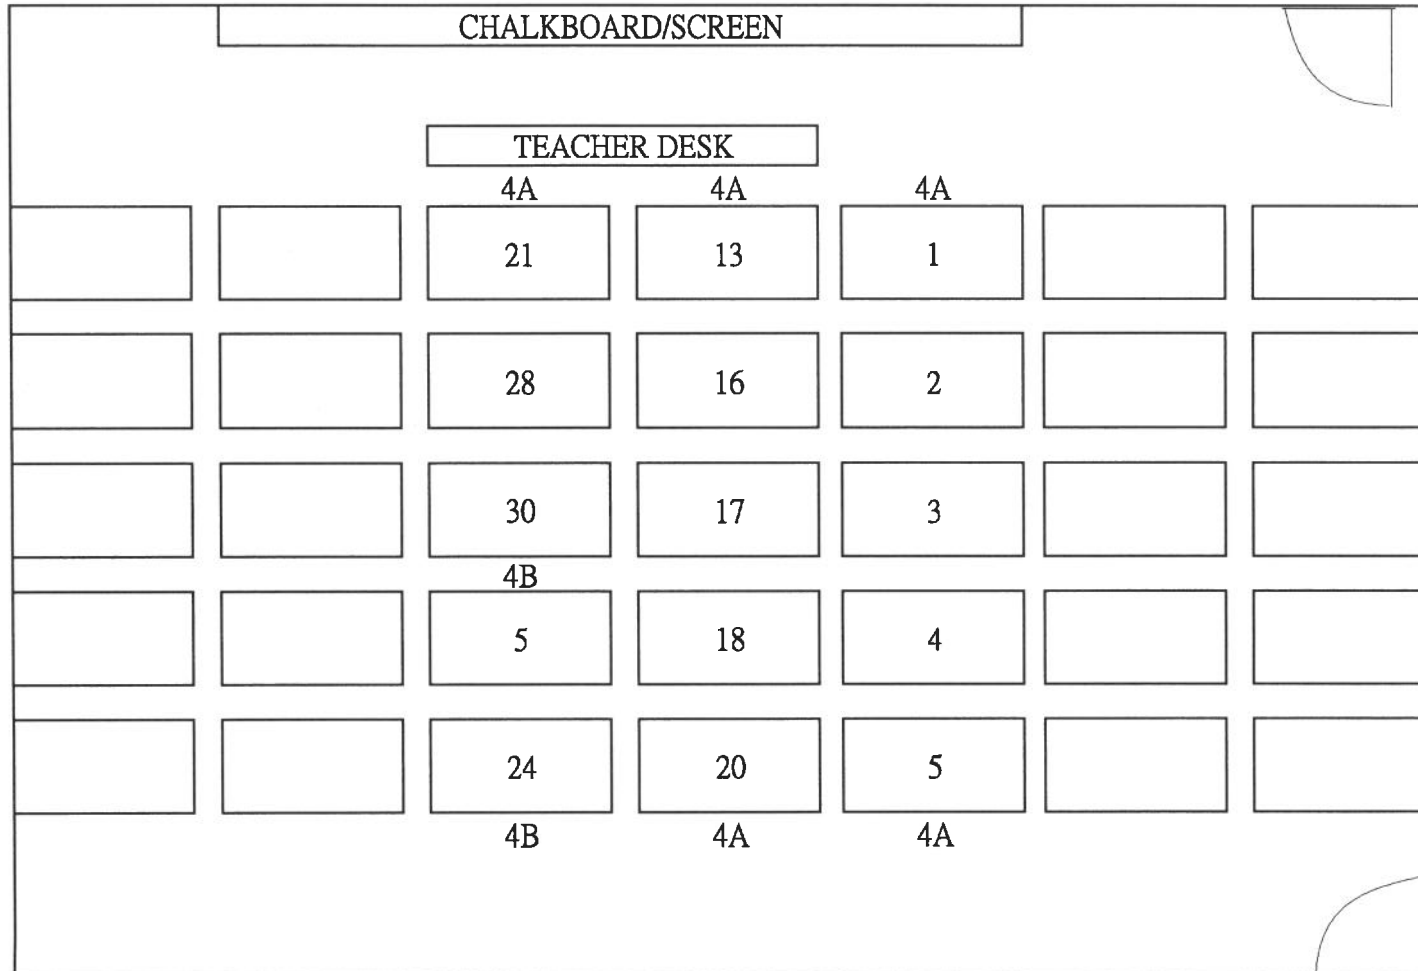 CHALKBOARD/SCREEN
TEACHER DESK
4A 4A 4A
21 13 1
28 16 2
30 17 3
4B
5 18 4
24 20 5
4B 4A 4A